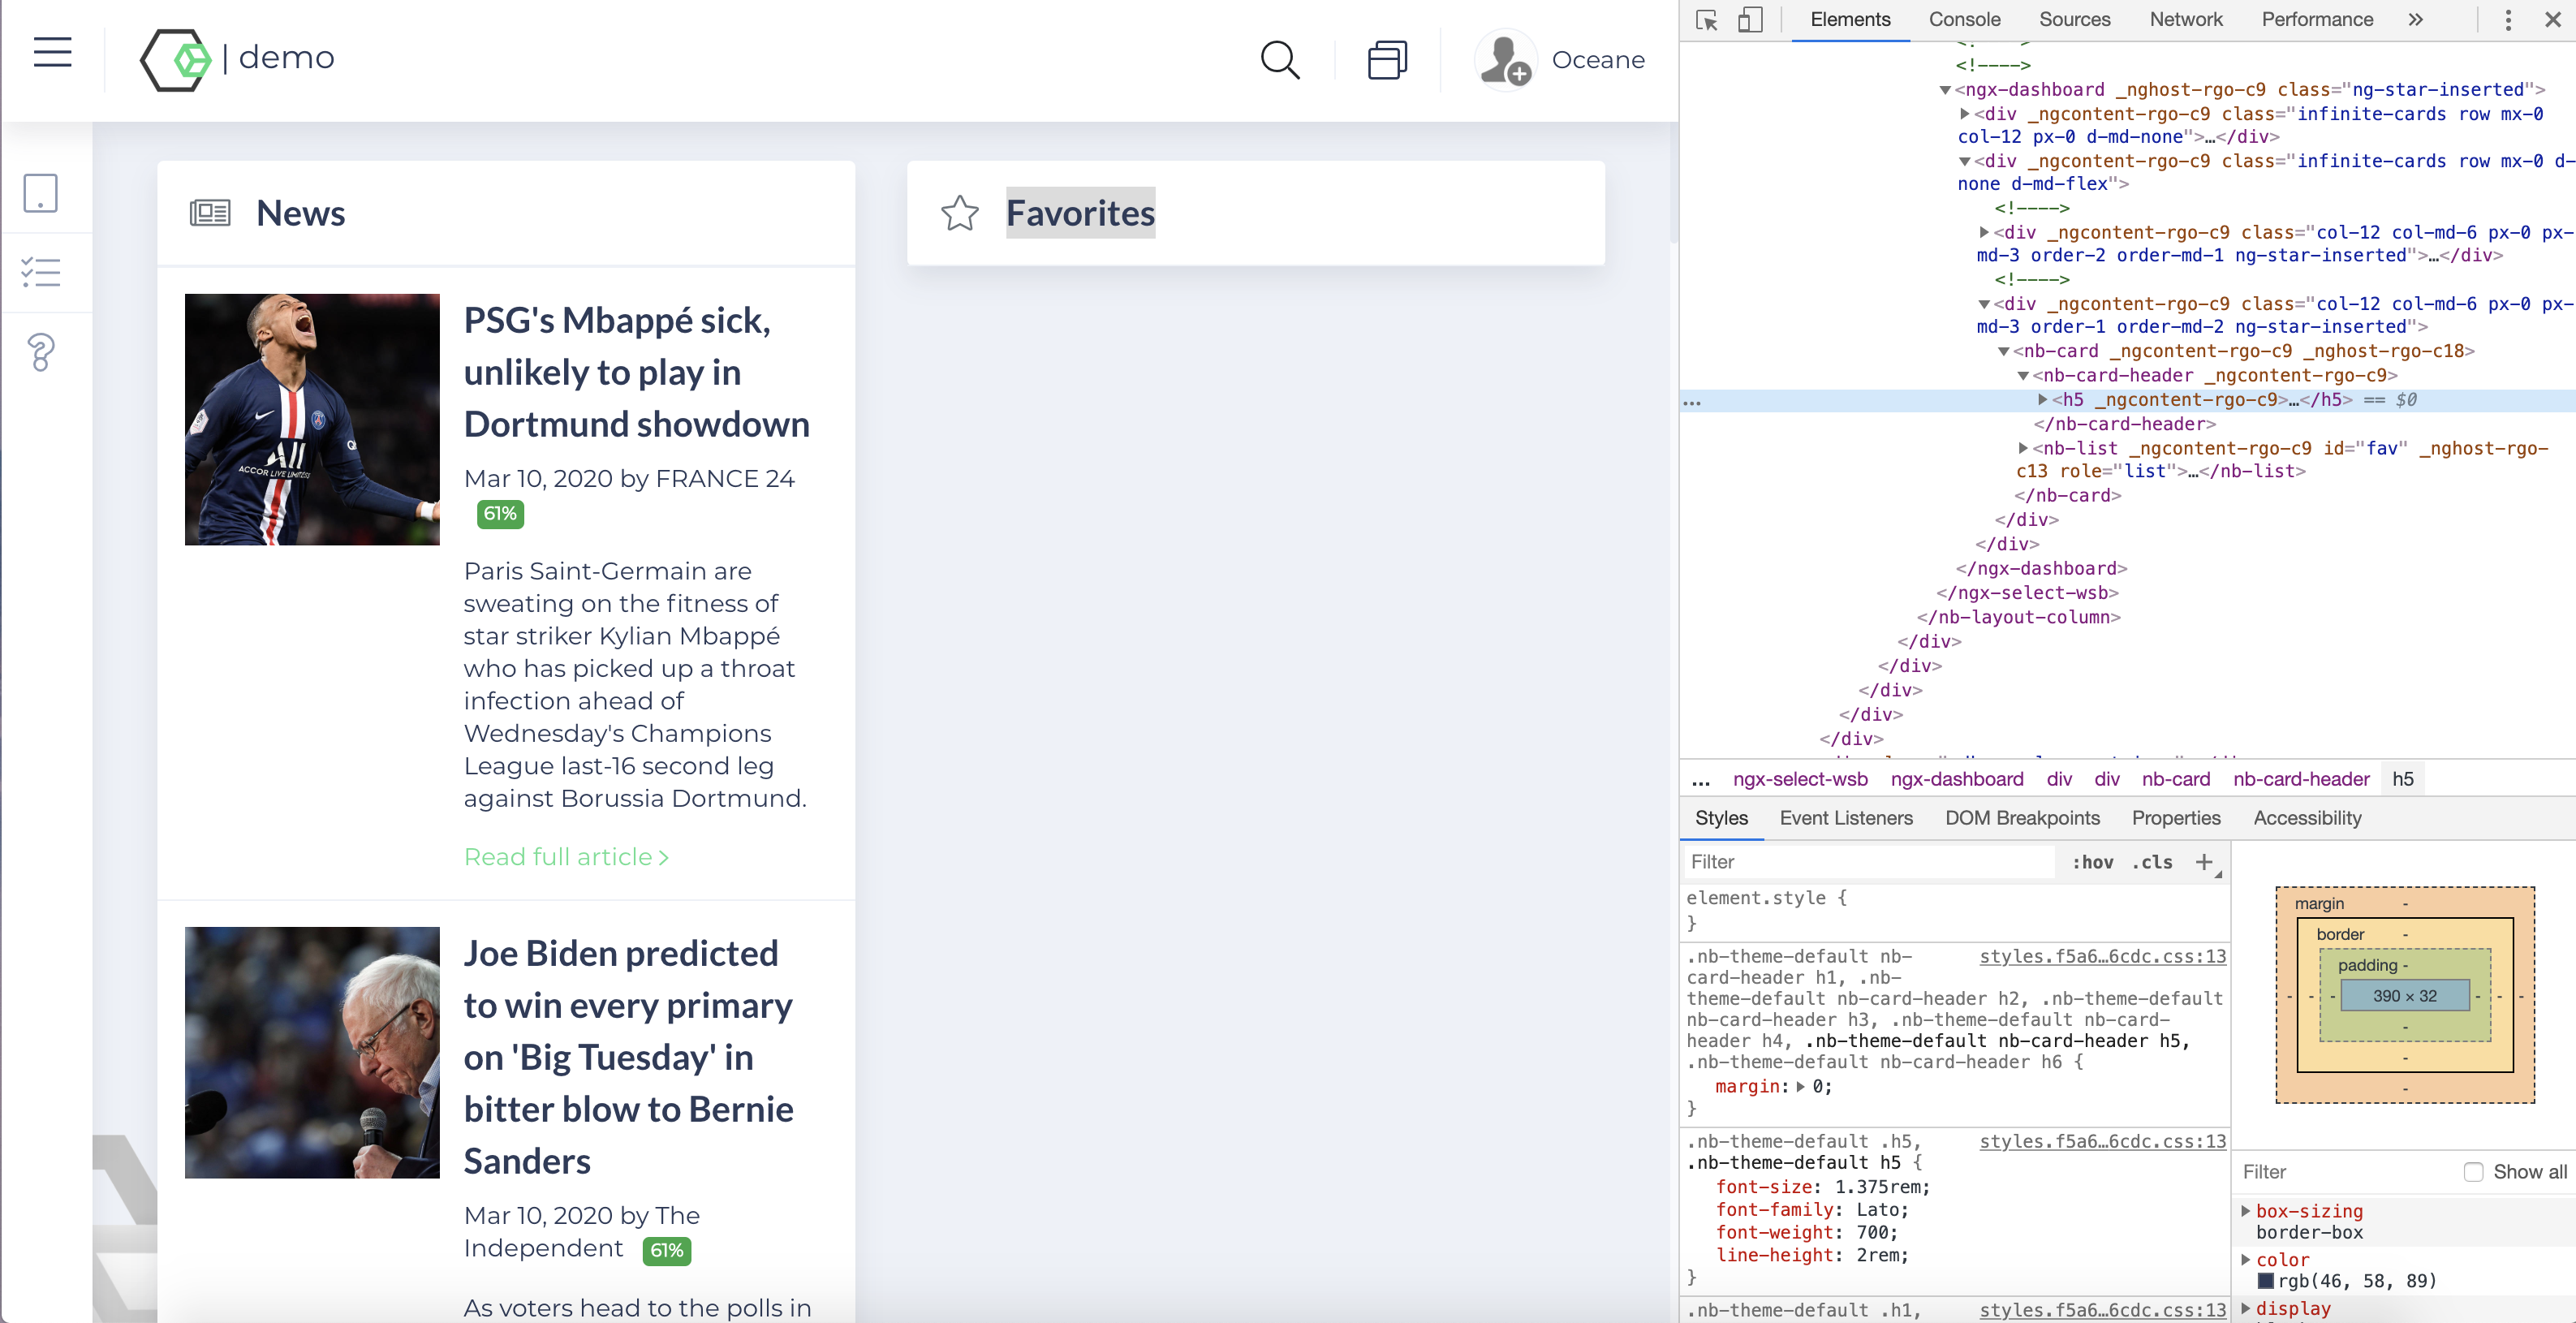 | demo
Oceane
News
Favorites
PSG's Mbappé sick,
unlikely to play in
Dortmund showdown
Mar 10, 2020 by FRANCE 24
61%
Paris Saint-Germain are
sweating on the fitness of
star striker Kylian Mbappé
who has picked up a throat
infection ahead of
Wednesday's Champions
League last-16 second leg
against Borussia Dortmund.
Read full article >
ALL
ACCOR LIVE LIMITLESS
Joe Biden predicted
to win every primary
on 'Big Tuesday' in
bitter blow to Bernie
Sanders
Mar 10, 2020 by The
Independent 61%
As voters head to the polls in
Elements Console Sources Network Performance »
<!---->
<ngx-dashboard _nghost-rgo-c9 class="ng-star-inserted">
<div _ngcontent-rgo-c9 class="infinite-cards row mx-0
col-12 px-0 d-md-none">…</div>
<div _ngcontent-rgo-c9 class="infinite-cards row mx-0 d-
none d-md-flex">
<!---->
<div _ngcontent-rgo-c9 class="col-12 col-md-6 px-0 px-
md-3 order-2 order-md-1 ng-star-inserted">…</div>
<!---->
<div _ngcontent-rgo-c9 class="col-12 col-md-6 px-0 px-
md-3 order-1 order-md-2 ng-star-inserted">
<nb-card _ngcontent-rgo-c9 _nghost-rgo-c18>
<nb-card-header _ngcontent-rgo-c9>
… <h5 _ngcontent-rgo-c9>…</h5> == $0
</nb-card-header>
<nb-list _ngcontent-rgo-c9 id="fav" _nghost-rgo-
c13 role="list">…</nb-list>
</nb-card>
</div>
</div>
</ngx-dashboard>
</ngx-select-wsb>
</nb-layout-column>
</div>
</div>
</div>
</div>
</div>
… ngx-select-wsb ngx-dashboard div div nb-card nb-card-header h5
Styles Event Listeners DOM Breakpoints Properties Accessibility
Filter :hov .cls +
element.style {
}
.nb-theme-default nb- styles.f5a6…6cdc.css:13
card-header h1, .nb-
theme-default nb-card-header h2, .nb-theme-default
nb-card-header h3, .nb-theme-default nb-card-
header h4, .nb-theme-default nb-card-header h5,
.nb-theme-default nb-card-header h6 {
margin: 0;
}
.nb-theme-default .h5, styles.f5a6…6cdc.css:13
.nb-theme-default h5 {
font-size: 1.375rem;
font-family: Lato;
font-weight: 700;
line-height: 2rem;
}
.nb-theme-default .h1, styles.f5a6…6cdc.css:13
margin -
border -
padding -
- - - 390 × 32 - - -
-
-
-
Filter Show all
box-sizing
border-box
color
rgb(46, 58, 89)
display